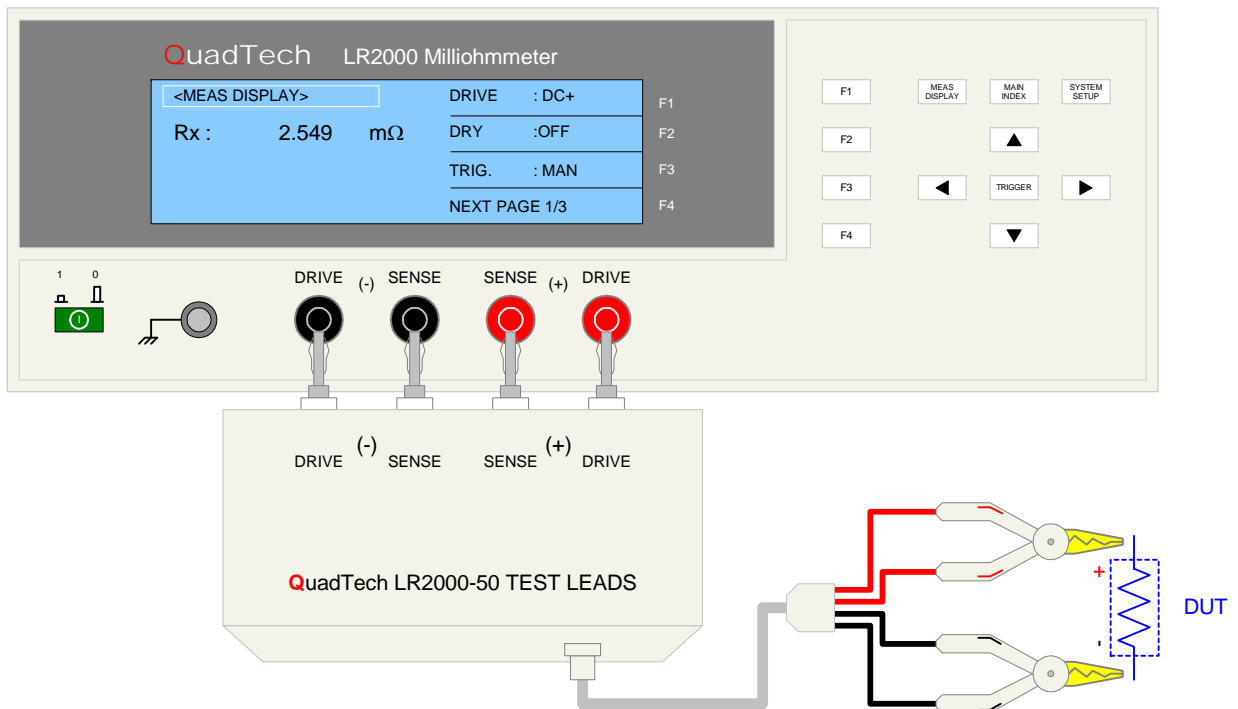 QuadTech LR2000 Milliohmmeter
<MEAS DISPLAY>
Rx : 2.549 mΩ
DRIVE : DC+
DRY :OFF
TRIG. : MAN
NEXT PAGE 1/3
F1
F2
F3
F4
F1
F2
F3
F4
MEAS DISPLAY
MAIN INDEX
SYSTEM SETUP
TRIGGER
1 0
DRIVE (-) SENSE SENSE (+) DRIVE
DRIVE (-) SENSE SENSE (+) DRIVE
QuadTech LR2000-50 TEST LEADS
+
-
DUT